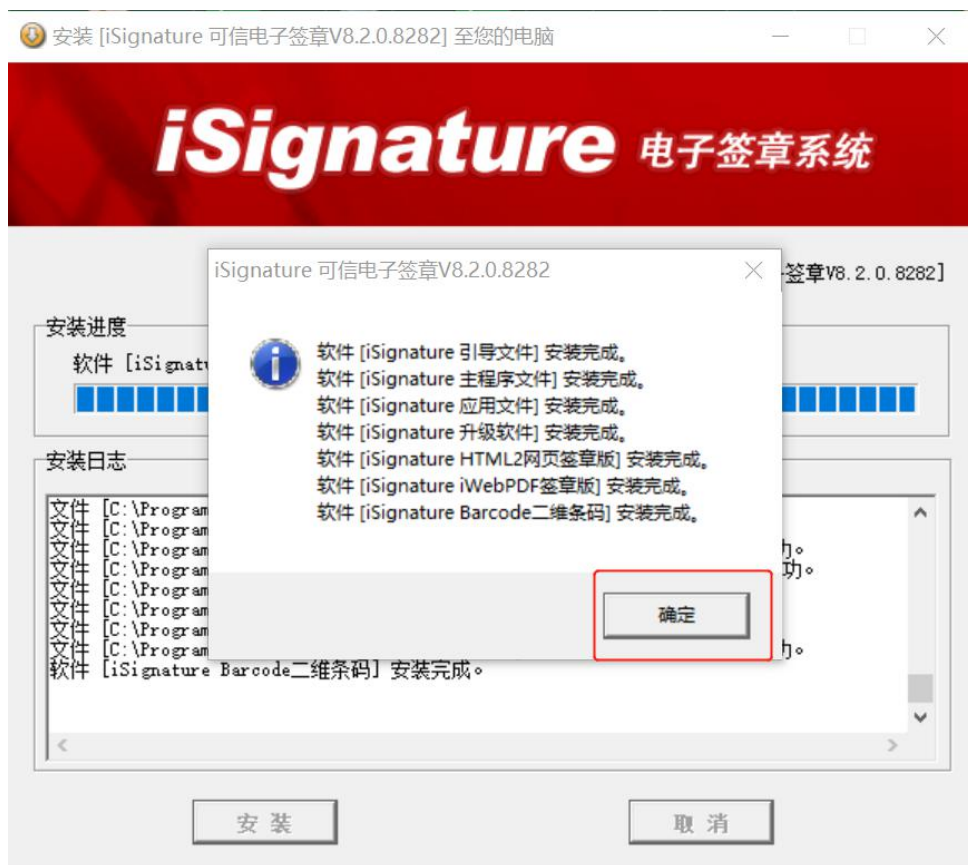 安装 [iSignature 可信电子签章V8.2.0.8282] 至您的电脑
iSignature 电子签章系统
iSignature 可信电子签章V8.2.0.8282
签章V8.2.0.8282]
安装进度
软件 [iSignatu
软件 [iSignature 引导文件] 安装完成。
软件 [iSignature 主程序文件] 安装完成。
软件 [iSignature 应用文件] 安装完成。
软件 [iSignature 升级软件] 安装完成。
软件 [iSignature HTML2网页签章版] 安装完成。
软件 [iSignature iWebPDF签章版] 安装完成。
软件 [iSignature Barcode二维条码] 安装完成。
确定
安装日志
文件 [C:\Program
文件 [C:\Program
文件 [C:\Program 功。
文件 [C:\Program 功。
文件 [C:\Program
文件 [C:\Program
文件 [C:\Program
文件 [C:\Program 功。
软件 [iSignature Barcode二维条码] 安装完成。
安 装
取 消